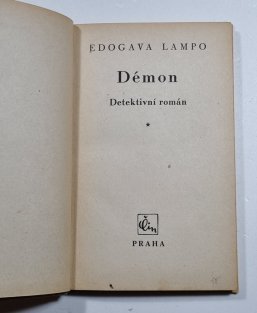 EDOGAVA LAMPO
Démon
Detektivní román
*
Čin
PRAHA